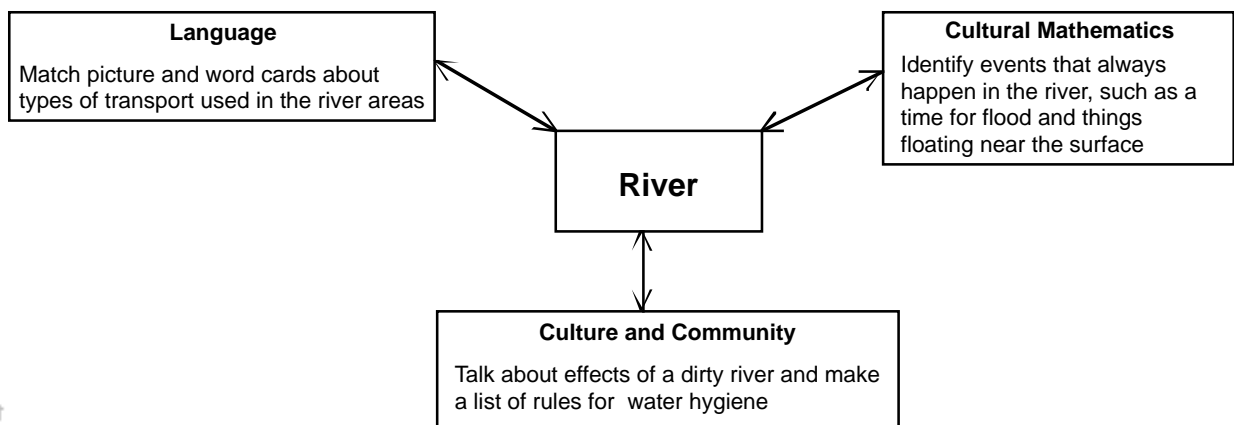 Language
Match picture and word cards about
types of transport used in the river areas
Cultural Mathematics
Identify events that always
happen in the river, such as a
time for flood and things
floating near the surface
River
Culture and Community
Talk about effects of a dirty river and make
a list of rules for  water hygiene